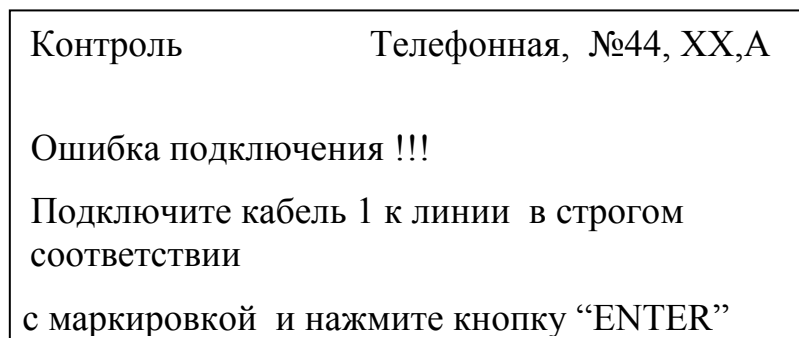 Контроль Телефонная, №44, XX,A
Ошибка подключения !!!
Подключите кабель 1 к линии в строгом
соответствии
с маркировкой и нажмите кнопку “ENTER”